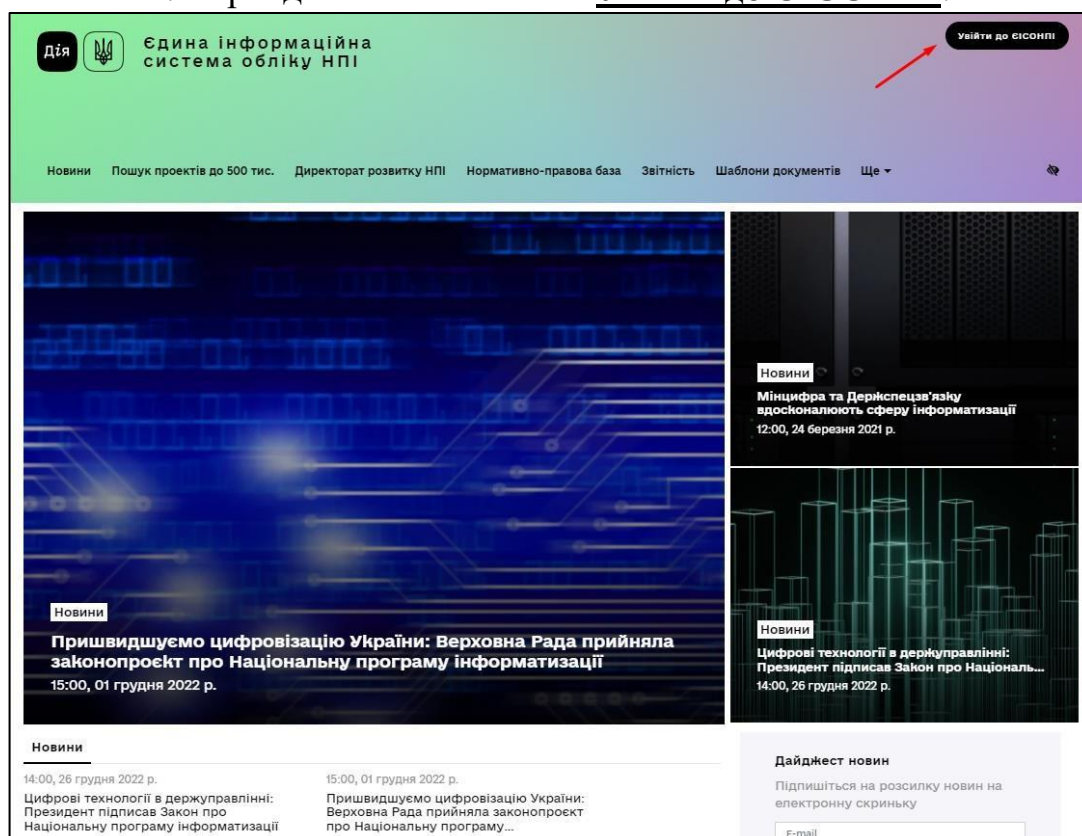 Дія
Єдина інформаційна
система обліку НПІ
Увійти до ЄІСОНПІ
Новини
Пошук проектів до 500 тис.
Директорат розвитку НПІ
Нормативно-правова база
Звітність
Шаблони документів
Ще
Новини
Пришвидшуємо цифровізацію України: Верховна Рада прийняла
законопроєкт про Національну програму інформатизації
15:00, 01 грудня 2022 р.
Новини
Мінцифра та Держспецзв'язку
вдосконалюють сферу інформатизації
12:00, 24 березня 2021 р.
Новини
Цифрові технології в держуправлінні:
Президент підписав Закон про Національ...
14:00, 26 грудня 2022 р.
Новини
14:00, 26 грудня 2022 р.
Цифрові технології в держуправлінні:
Президент підписав Закон про
Національну програму інформатизації
15:00, 01 грудня 2022 р.
Пришвидшуємо цифровізацію України:
Верховна Рада прийняла законопроєкт
про Національну програму...
Дайджест новин
Підпишіться на розсилку новин на
електронну скриньку
E-mail